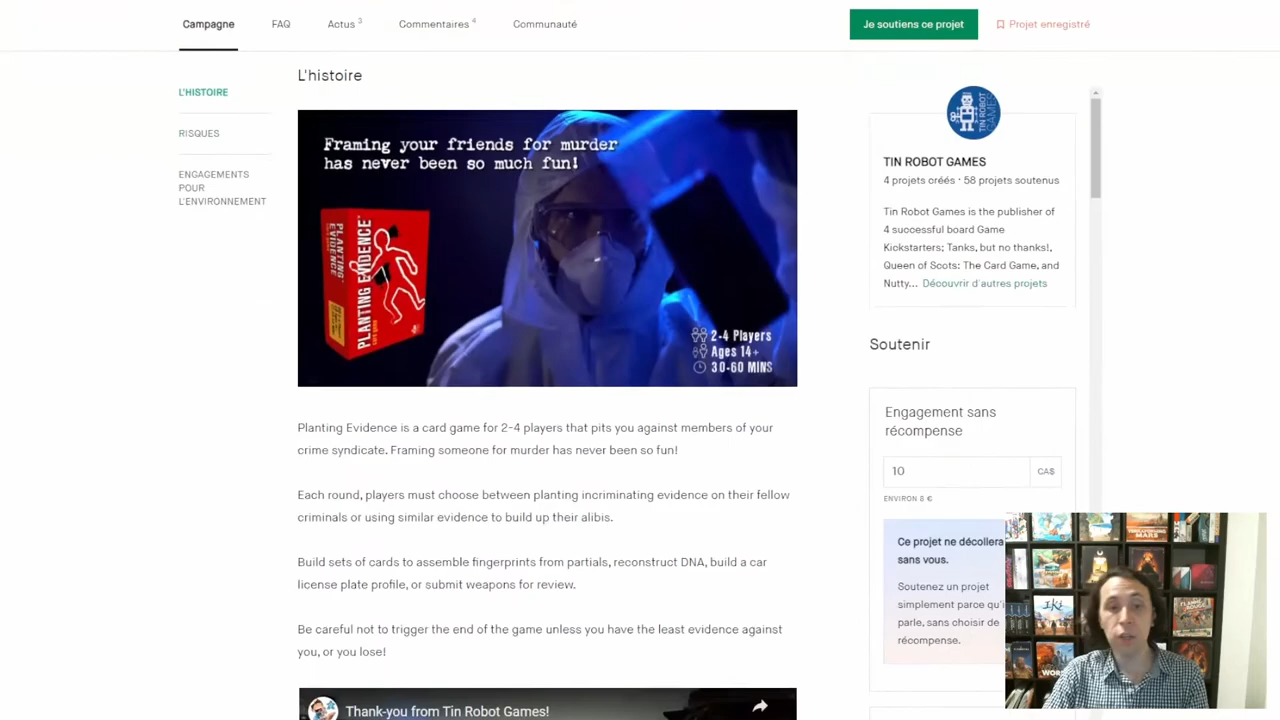 Campagne
FAQ
Actus 3
Commentaires 4
Communauté
Je soutiens ce projet
Projet enregistré
L'HISTOIRE
RISQUES
ENGAGEMENTS
POUR
L'ENVIRONNEMENT
L'histoire
Framing your friends for murder
has never been so much fun!
PLANTING EVIDENCE
PLANTING EVIDENCE
2-4 Players
Ages 14+
30-60 MINS
Planting Evidence is a card game for 2-4 players that pits you against members of your
crime syndicate. Framing someone for murder has never been so fun!
Each round, players must choose between planting incriminating evidence on their fellow
criminals or using similar evidence to build up their alibis.
Build sets of cards to assemble fingerprints from partials, reconstruct DNA, build a car
license plate profile, or submit weapons for review.
Be careful not to trigger the end of the game unless you have the least evidence against
you, or you lose!
Thank-you from Tin Robot Games!
TIN ROBOT GAMES
TIN ROBOT GAMES
4 projets créés · 58 projets soutenus
Tin Robot Games is the publisher of
4 successful board Game
Kickstarters; Tanks, but no thanks!,
Queen of Scots: The Card Game, and
Nutty... Découvrir d'autres projets
Soutenir
Engagement sans
récompense
10
CA$
ENVIRON 8 €
Ce projet ne décollera
sans vous.
Soutenez un projet
simplement parce qu'i
parle, sans choisir de
récompense.
MARS
IKI
FLAMME
ROUGE